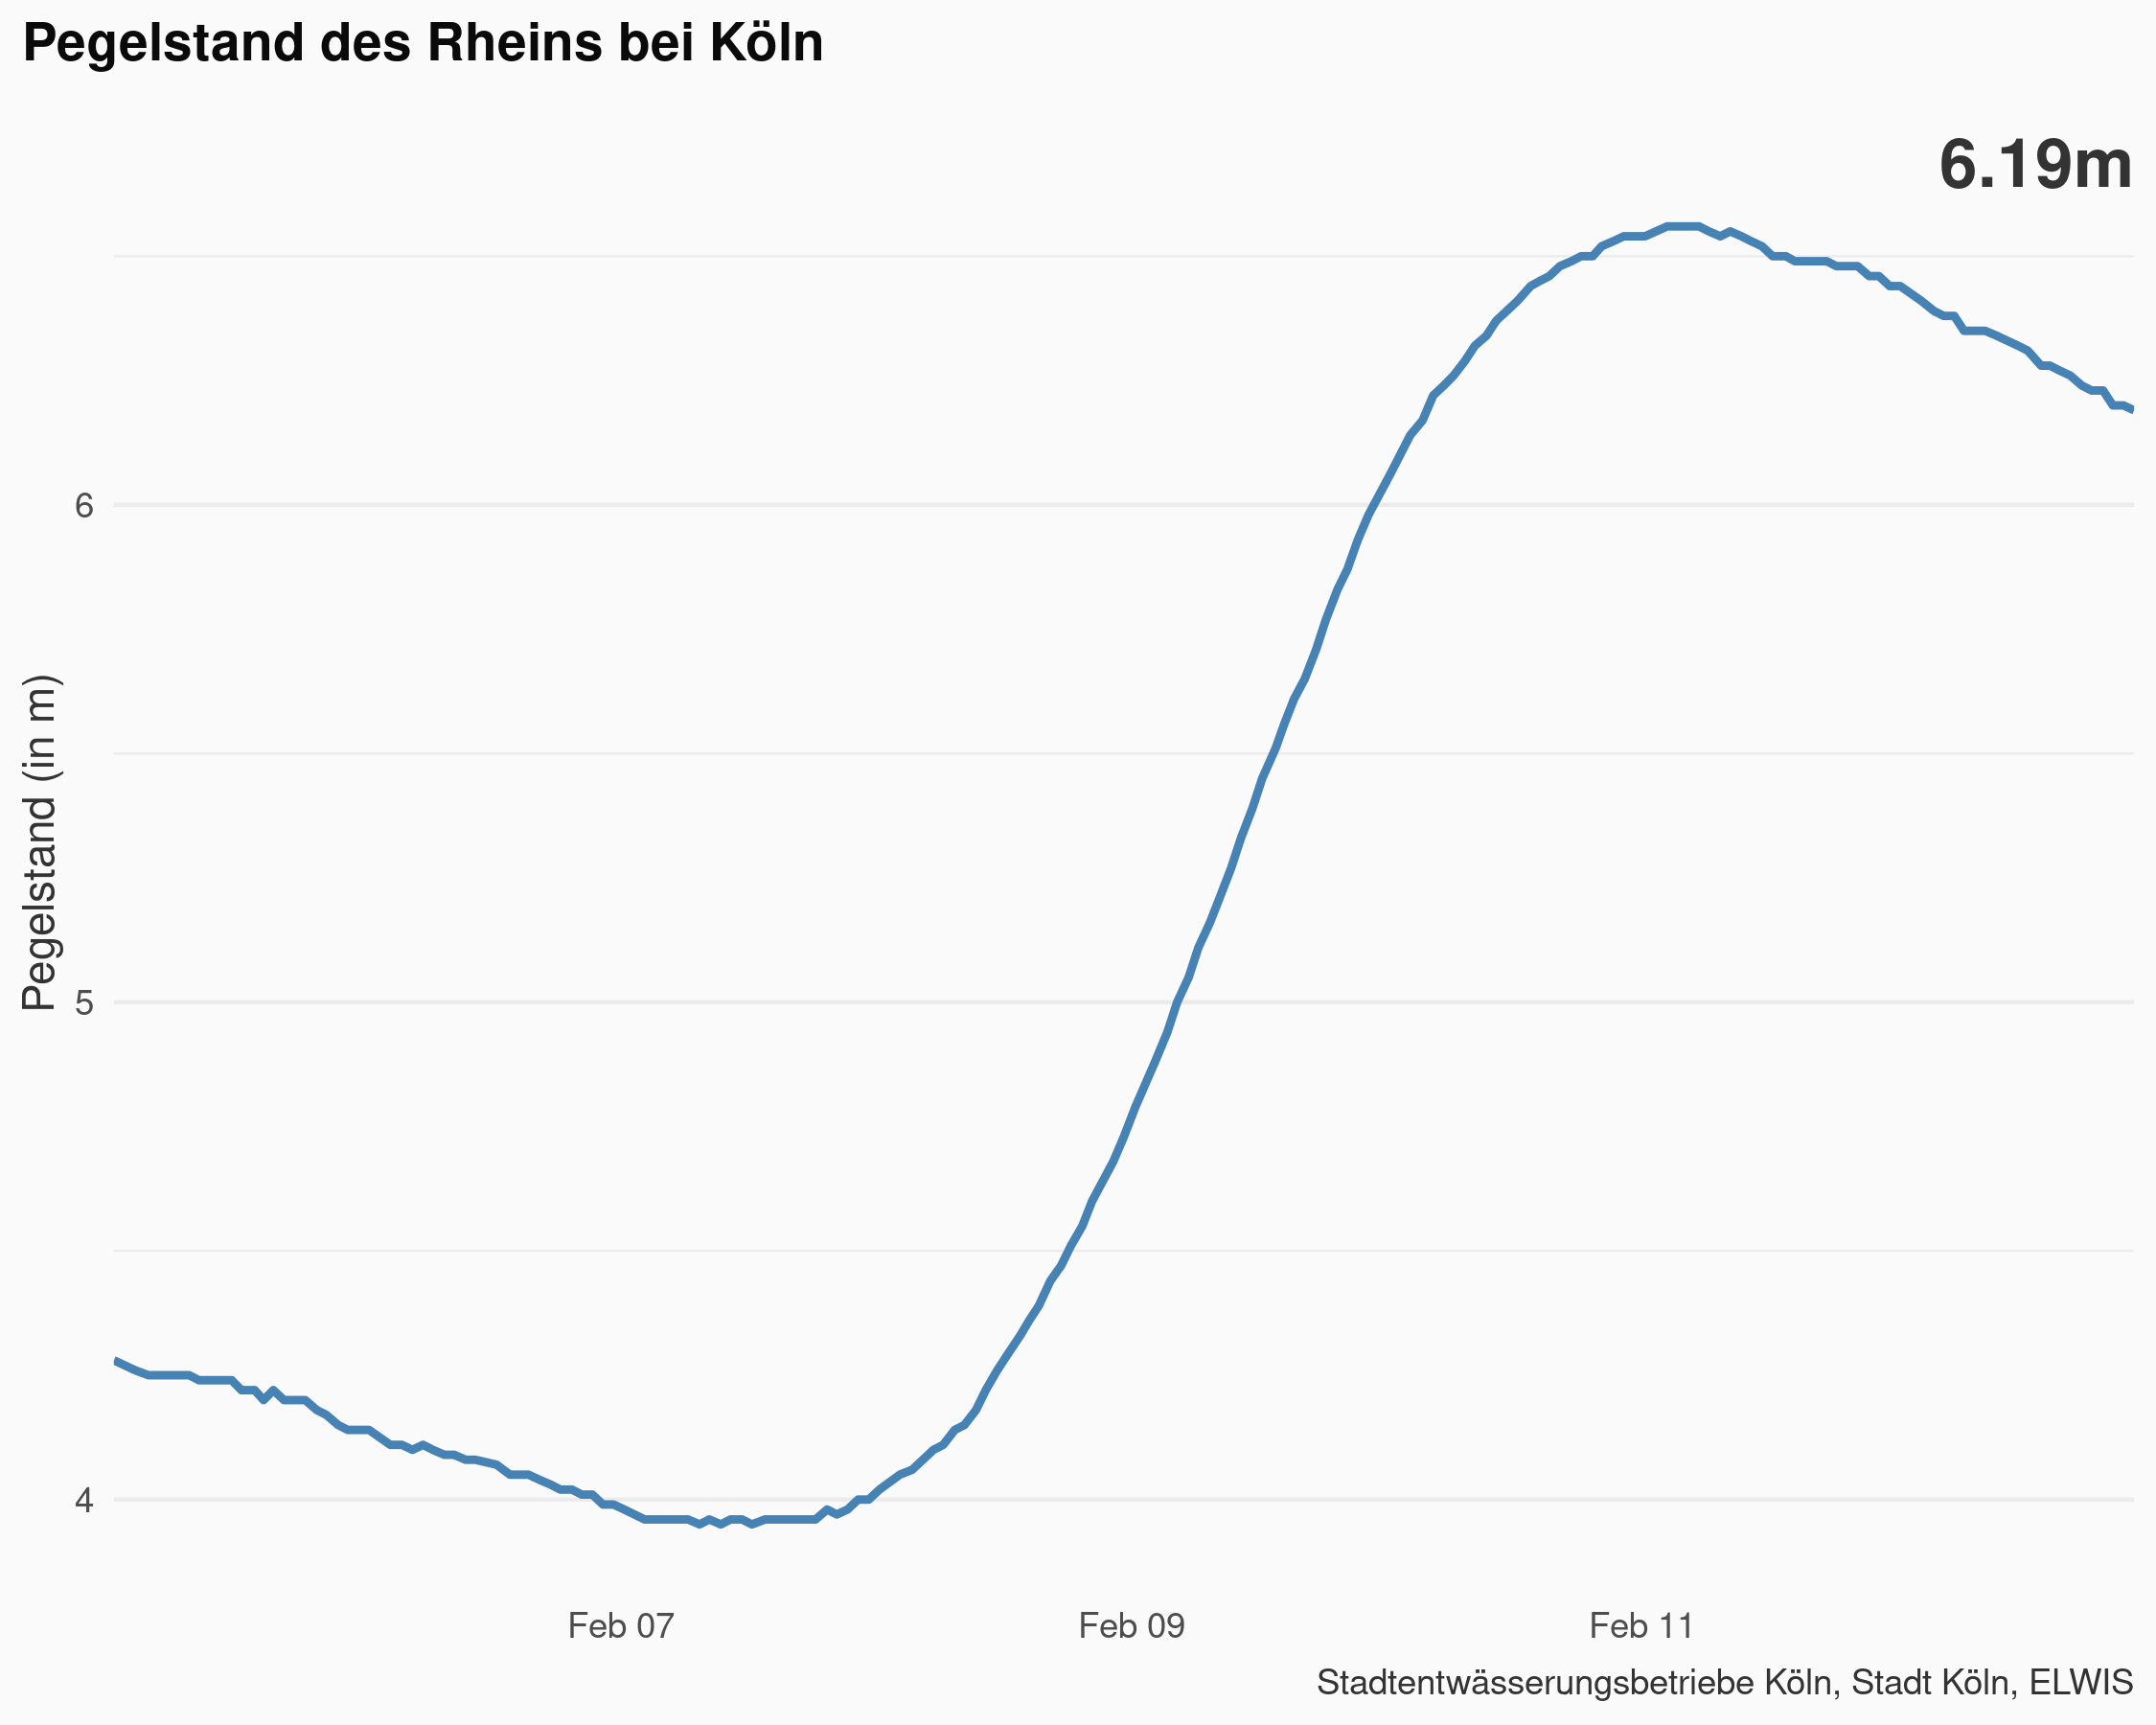 Pegelstand des Rheins bei Köln
6.19m
Pegelstand (in m)
6
5
4
Feb 07
Feb 09
Feb 11
Stadtentwässerungsbetriebe Köln, Stadt Köln, ELWIS